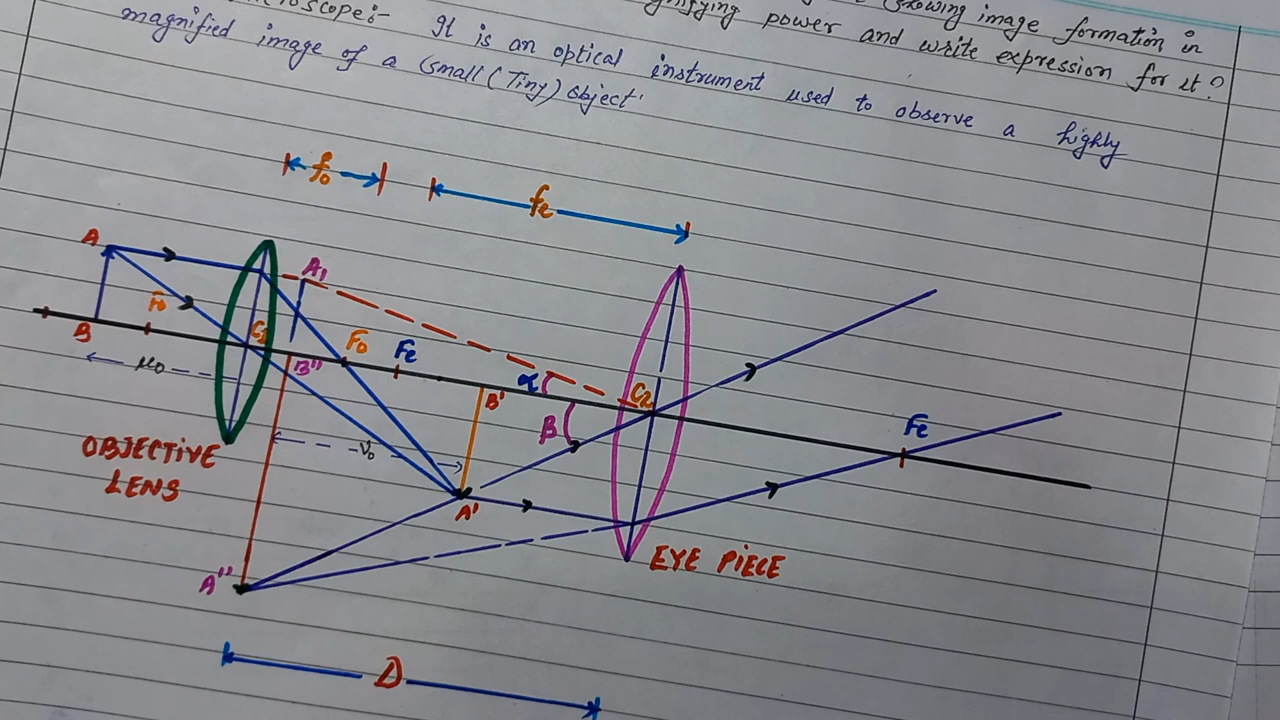 showing image formation in
power and write expression for it?
It is an optical instrument used to observe a highly
magnified image of a small (Tiny) object.
fo
fe
A
A1
Fo
C1
Fo
Fe
B
B"
B'
α
C2
β
Fe
uo
vo
OBJECTIVE
LENS
A'
A"
EYE PIECE
D